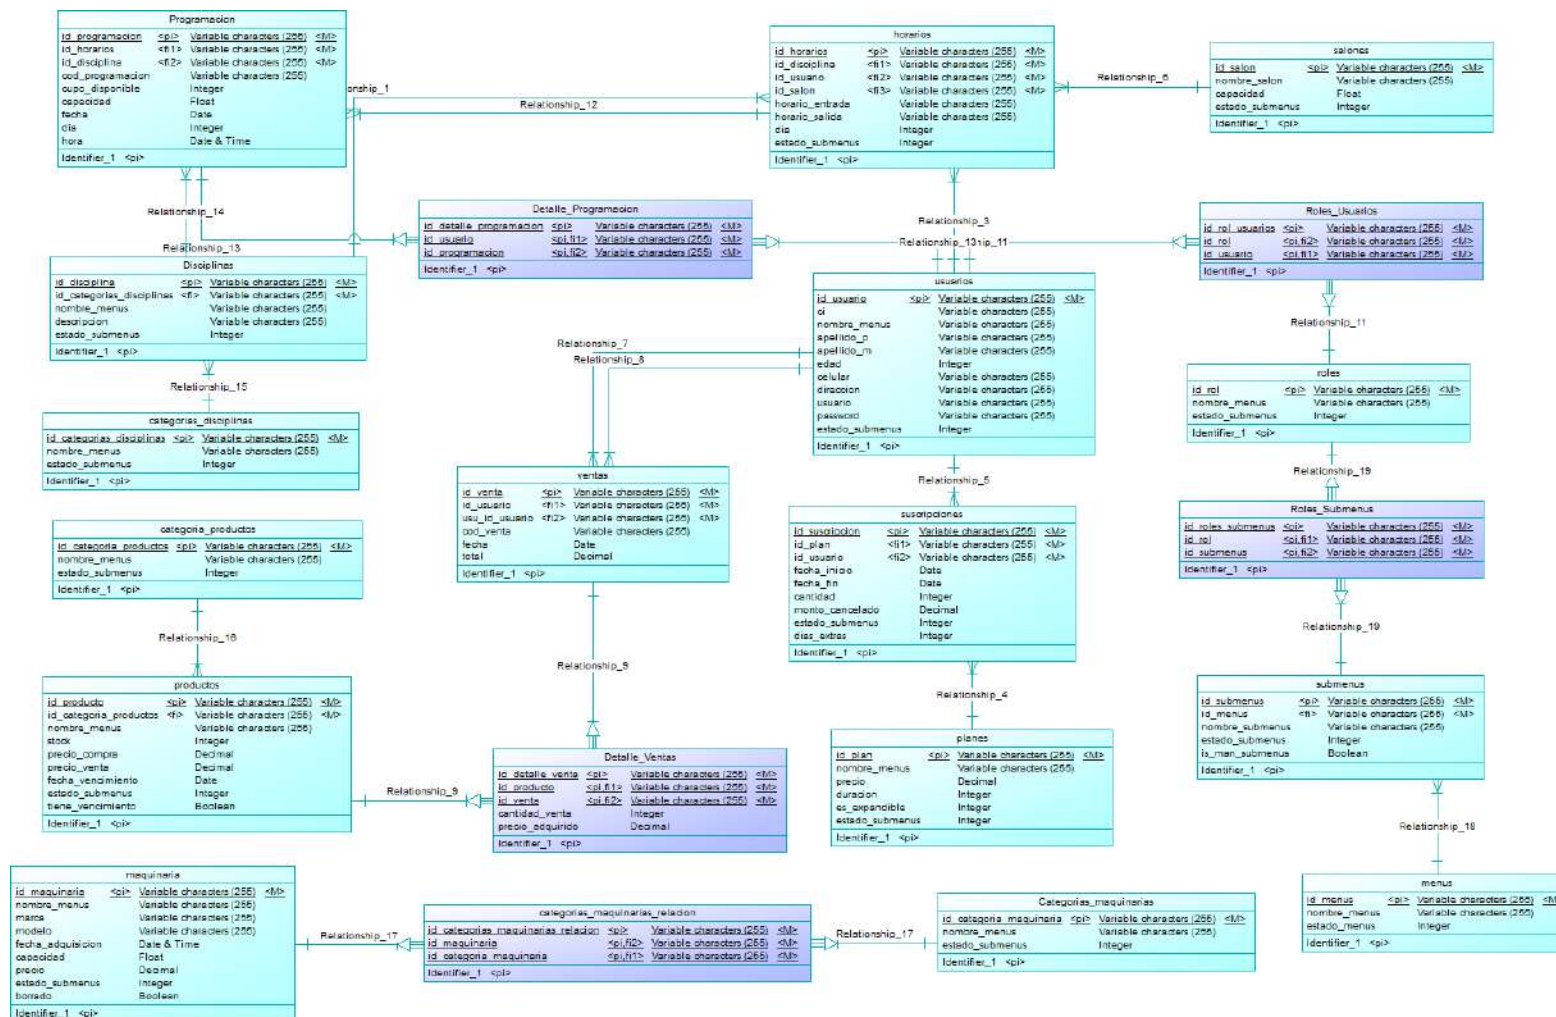 Programacion
id_programacion <pi> Variable characters (255) <M>
id_horarios <fi1> Variable characters (255) <M>
id_disciplina <fi2> Variable characters (255) <M>
cod_programacion Variable characters (255)
cupo_disponible Integer
capacidad Float
fecha Date
dia Integer
hora Date & Time
Identifier_1 <pi>
horarios
id_horarios <pi> Variable characters (255) <M>
id_disciplina <fi1> Variable characters (255) <M>
id_usuario <fi2> Variable characters (255) <M>
id_salon <fi3> Variable characters (255) <M>
horario_entrada Variable characters (255)
horario_salida Variable characters (255)
dia Integer
estado_submenus Integer
Identifier_1 <pi>
salones
id_salon <pi> Variable characters (255) <M>
nombre_salon Variable characters (255)
capacidad Float
estado_submenus Integer
Identifier_1 <pi>
Relationship_6
onship_1
Relationship_12
Relationship_14
Relationship_13
Relationship_3
Relationship_13hip_11
Detalle_Programacion
id_detalle_programacion <pi> Variable characters (255) <M>
id_usuario <pi,fi1> Variable characters (255) <M>
id_programacion <pi,fi2> Variable characters (255) <M>
Identifier_1 <pi>
Roles_Usuarios
id_rol_usuarios <pi> Variable characters (255) <M>
id_rol <pi,fi2> Variable characters (255) <M>
id_usuario <pi,fi1> Variable characters (255) <M>
Identifier_1 <pi>
Disciplinas
id_disciplina <pi> Variable characters (255) <M>
id_categorias_disciplinas <fi> Variable characters (255) <M>
nombre_menus Variable characters (255)
descripcion Variable characters (255)
estado_submenus Integer
Identifier_1 <pi>
usuarios
id_usuario <pi> Variable characters (255) <M>
ci Variable characters (255)
nombre_menus Variable characters (255)
apellido_p Variable characters (255)
apellido_m Variable characters (255)
edad Integer
celular Variable characters (255)
direccion Variable characters (255)
usuario Variable characters (255)
password Variable characters (255)
estado_submenus Integer
Identifier_1 <pi>
Relationship_11
Relationship_7
Relationship_8
Relationship_15
roles
id_rol <pi> Variable characters (255) <M>
nombre_menus Variable characters (255)
estado_submenus Integer
Identifier_1 <pi>
categorias_disciplinas
id_categorias_disciplinas <pi> Variable characters (255) <M>
nombre_menus Variable characters (255)
estado_submenus Integer
Identifier_1 <pi>
ventas
id_venta <pi> Variable characters (255) <M>
id_usuario <fi1> Variable characters (255) <M>
usu_id_usuario <fi2> Variable characters (255) <M>
cod_venta Variable characters (255)
fecha Date
total Decimal
Identifier_1 <pi>
Relationship_5
Relationship_19
categoria_productos
id_categoria_productos <pi> Variable characters (255) <M>
nombre_menus Variable characters (255)
estado_submenus Integer
Identifier_1 <pi>
suscripciones
id_suscripcion <pi> Variable characters (255) <M>
id_plan <fi1> Variable characters (255) <M>
id_usuario <fi2> Variable characters (255) <M>
fecha_inicio Date
fecha_fin Date
cantidad Integer
monto_cancelado Decimal
estado_submenus Integer
dias_extras Integer
Identifier_1 <pi>
Roles_Submenus
id_roles_submenus <pi> Variable characters (255) <M>
id_rol <pi,fi1> Variable characters (255) <M>
id_submenus <pi,fi2> Variable characters (255) <M>
Identifier_1 <pi>
Relationship_16
Relationship_9
Relationship_19
Relationship_4
productos
id_producto <pi> Variable characters (255) <M>
id_categoria_productos <fi> Variable characters (255) <M>
nombre_menus Variable characters (255)
stock Integer
precio_compra Decimal
precio_venta Decimal
fecha_vencimiento Date
estado_submenus Integer
tiene_vencimiento Boolean
Identifier_1 <pi>
submenus
id_submenus <pi> Variable characters (255) <M>
id_menus <fi> Variable characters (255) <M>
nombre_submenus Variable characters (255)
estado_submenus Integer
is_man_submenus Boolean
Identifier_1 <pi>
Relationship_9
Detalle_Ventas
id_detalle_venta <pi> Variable characters (255) <M>
id_producto <pi,fi1> Variable characters (255) <M>
id_venta <pi,fi2> Variable characters (255) <M>
cantidad_venta Integer
precio_adquirido Decimal
Identifier_1 <pi>
planes
id_plan <pi> Variable characters (255) <M>
nombre_menus Variable characters (255)
precio Decimal
duracion Integer
es_expandible Integer
estado_submenus Integer
Identifier_1 <pi>
Relationship_18
maquinaria
id_maquinaria <pi> Variable characters (255) <M>
nombre_menus Variable characters (255)
marca Variable characters (255)
modelo Variable characters (255)
fecha_adquisicion Date & Time
capacidad Float
precio Decimal
estado_submenus Integer
borrado Boolean
Identifier_1 <pi>
Relationship_17
categorias_maquinarias_relacion
id_categorias_maquinarias_relacion <pi> Variable characters (255) <M>
id_maquinaria <pi,fi2> Variable characters (255) <M>
id_categoria_maquinaria <pi,fi1> Variable characters (255) <M>
Identifier_1 <pi>
Relationship_17
Categorias_maquinarias
id_categoria_maquinaria <pi> Variable characters (255) <M>
nombre_menus Variable characters (255)
estado_submenus Integer
Identifier_1 <pi>
menus
id_menus <pi> Variable characters (255) <M
nombre_menus Variable characters (255)
estado_menus Integer
Identifier_1 <pi>